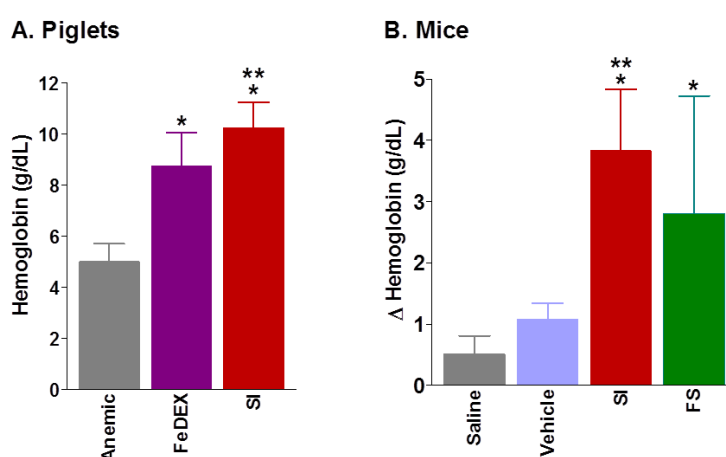 A. Piglets
Hemoglobin (g/dL)
12
10
8
6
4
2
0
*
**
*
Anemic
FeDEX
SI
B. Mice
Δ Hemoglobin (g/dL)
5
4
3
2
1
0
**
*
*
Saline
Vehicle
SI
FS